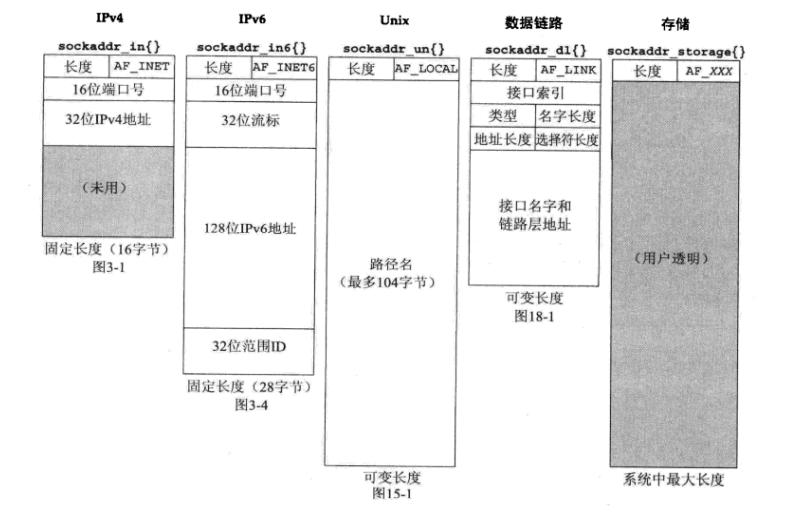 IPv4
sockaddr_in{}
长度 AF_INET
16位端口号
32位IPv4地址
（未用）
固定长度（16字节）
图3-1
IPv6
sockaddr_in6{}
长度 AF_INET6
16位端口号
32位流标
128位IPv6地址
32位范围ID
固定长度（28字节）
图3-4
Unix
sockaddr_un{}
长度 AF_LOCAL
路径名
（最多104字节）
可变长度
图15-1
数据链路
sockaddr_dl{}
长度 AF_LINK
接口索引
类型 名字长度
地址长度 选择符长度
接口名字和
链路层地址
可变长度
图18-1
存储
sockaddr_storage{}
长度 AF_XXX
（用户透明）
系统中最大长度